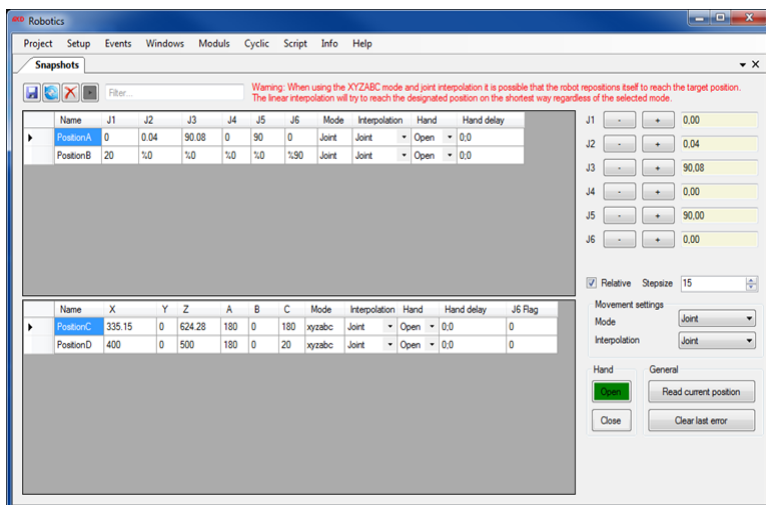 Robotics
Project Setup Events Windows Moduls Cyclic Script Info Help
Snapshots
Filter...
Warning: When using the XYZABC mode and joint interpolation it is possible that the robot repositions itself to reach the target position.
The linear interpolation will try to reach the designated position on the shortest way regardless of the selected mode.
Name J1 J2 J3 J4 J5 J6 Mode Interpolation Hand Hand delay
PositionA 0 0.04 90.08 0 90 0 Joint Joint Open 0;0
PositionB 20 %0 %0 %0 %0 %90 Joint Joint Open 0;0
J1 - + 0,00
J2 - + 0,04
J3 - + 90,08
J4 - + 0,00
J5 - + 90,00
J6 - + 0,00
Relative Stepsize 15
Movement settings
Mode Joint
Interpolation Joint
Name X Y Z A B C Mode Interpolation Hand Hand delay J6 Flag
PositionC 335.15 0 624.28 180 0 180 xyzabc Joint Open 0;0 0
PositionD 400 0 500 180 0 20 xyzabc Joint Open 0;0 0
Hand General
Open Read current position
Close Clear last error